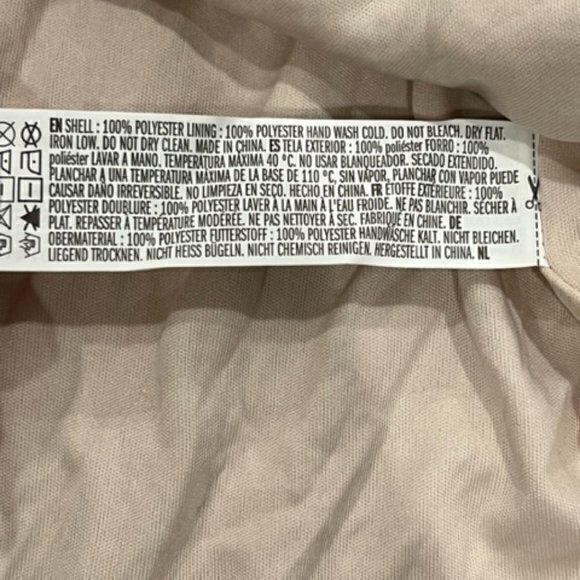 EN SHELL : 100% POLYESTER LINING : 100% POLYESTER HAND WASH COLD. DO NOT BLEACH. DRY FLAT.
IRON LOW. DO NOT DRY CLEAN. MADE IN CHINA. ES TELA EXTERIOR : 100% poliéster FORRO : 100%
poliéster LAVAR A MANO. TEMPERATURA MÁXIMA 40 °C. NO USAR BLANQUEADOR. SECADO EXTENDIDO.
PLANCHAR A UNA TEMPERATURA MÁXIMA DE LA BASE DE 110 °C, SIN VAPOR, PLANCHAR CON VAPOR PUEDE
CAUSAR DAÑO IRREVERSIBLE. NO LIMPIEZA EN SECO. HECHO EN CHINA. FR ÉTOFFE EXTÉRIEURE : 100%
POLYESTER DOUBLURE : 100% POLYESTER LAVER À LA MAIN À L'EAU FROIDE. NE PAS BLANCHIR. SÉCHER À
PLAT. REPASSER À TEMPÉRATURE MODÉRÉE. NE PAS NETTOYER À SEC. FABRIQUÉ EN CHINE. DE
OBERMATERIAL : 100% POLYESTER FUTTERSTOFF : 100% POLYESTER HANDWÄSCHE KALT. NICHT BLEICHEN.
LIEGEND TROCKNEN. NICHT HEISS BÜGELN. NICHT CHEMISCH REINIGEN. HERGESTELLT IN CHINA. NL